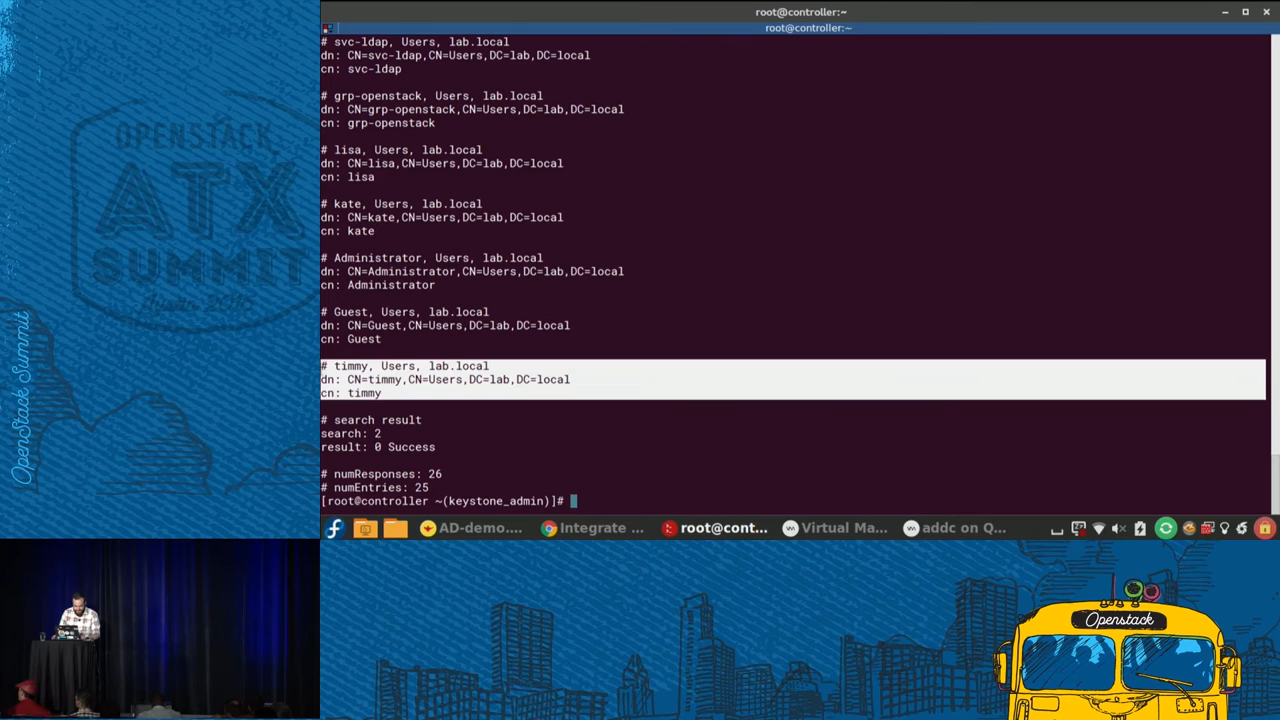 root@controller:~
root@controller:~
# svc-ldap, Users, lab.local
dn: CN=svc-ldap,CN=Users,DC=lab,DC=local
cn: svc-ldap
# grp-openstack, Users, lab.local
dn: CN=grp-openstack,CN=Users,DC=lab,DC=local
cn: grp-openstack
# lisa, Users, lab.local
dn: CN=lisa,CN=Users,DC=lab,DC=local
cn: lisa
# kate, Users, lab.local
dn: CN=kate,CN=Users,DC=lab,DC=local
cn: kate
# Administrator, Users, lab.local
dn: CN=Administrator,CN=Users,DC=lab,DC=local
cn: Administrator
# Guest, Users, lab.local
dn: CN=Guest,CN=Users,DC=lab,DC=local
cn: Guest
# timmy, Users, lab.local
dn: CN=timmy,CN=Users,DC=lab,DC=local
cn: timmy
# search result
search: 2
result: 0 Success
# numResponses: 26
# numEntries: 25
[root@controller ~(keystone_admin)]#
AD-demo.... Integrate ... root@cont... Virtual Ma... addc on Q...
OPENSTACK
ATX
SUMMIT
Austin 2016
OpenStack Summit
Openstack